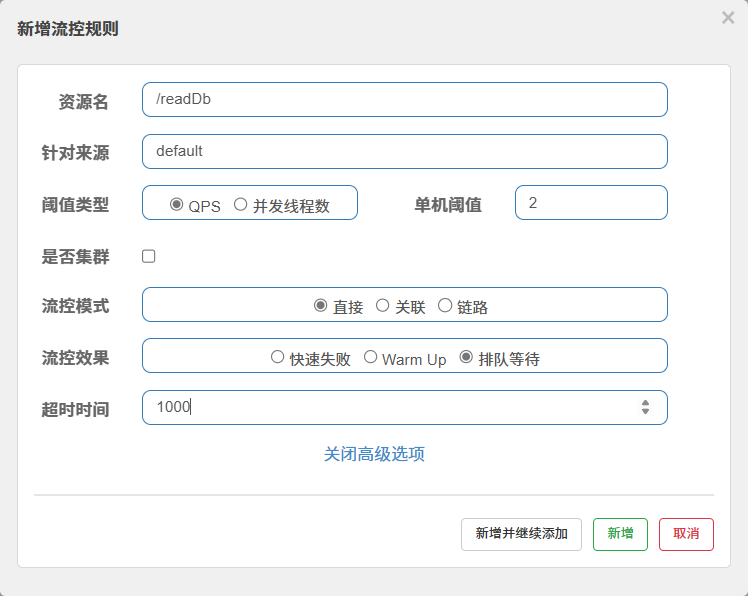 新增流控规则
×
资源名 /readDb
针对来源 default
阈值类型 QPS 并发线程数 单机阈值 2
是否集群
流控模式 直接 关联 链路
流控效果 快速失败 Warm Up 排队等待
超时时间 1000
关闭高级选项
新增并继续添加 新增 取消